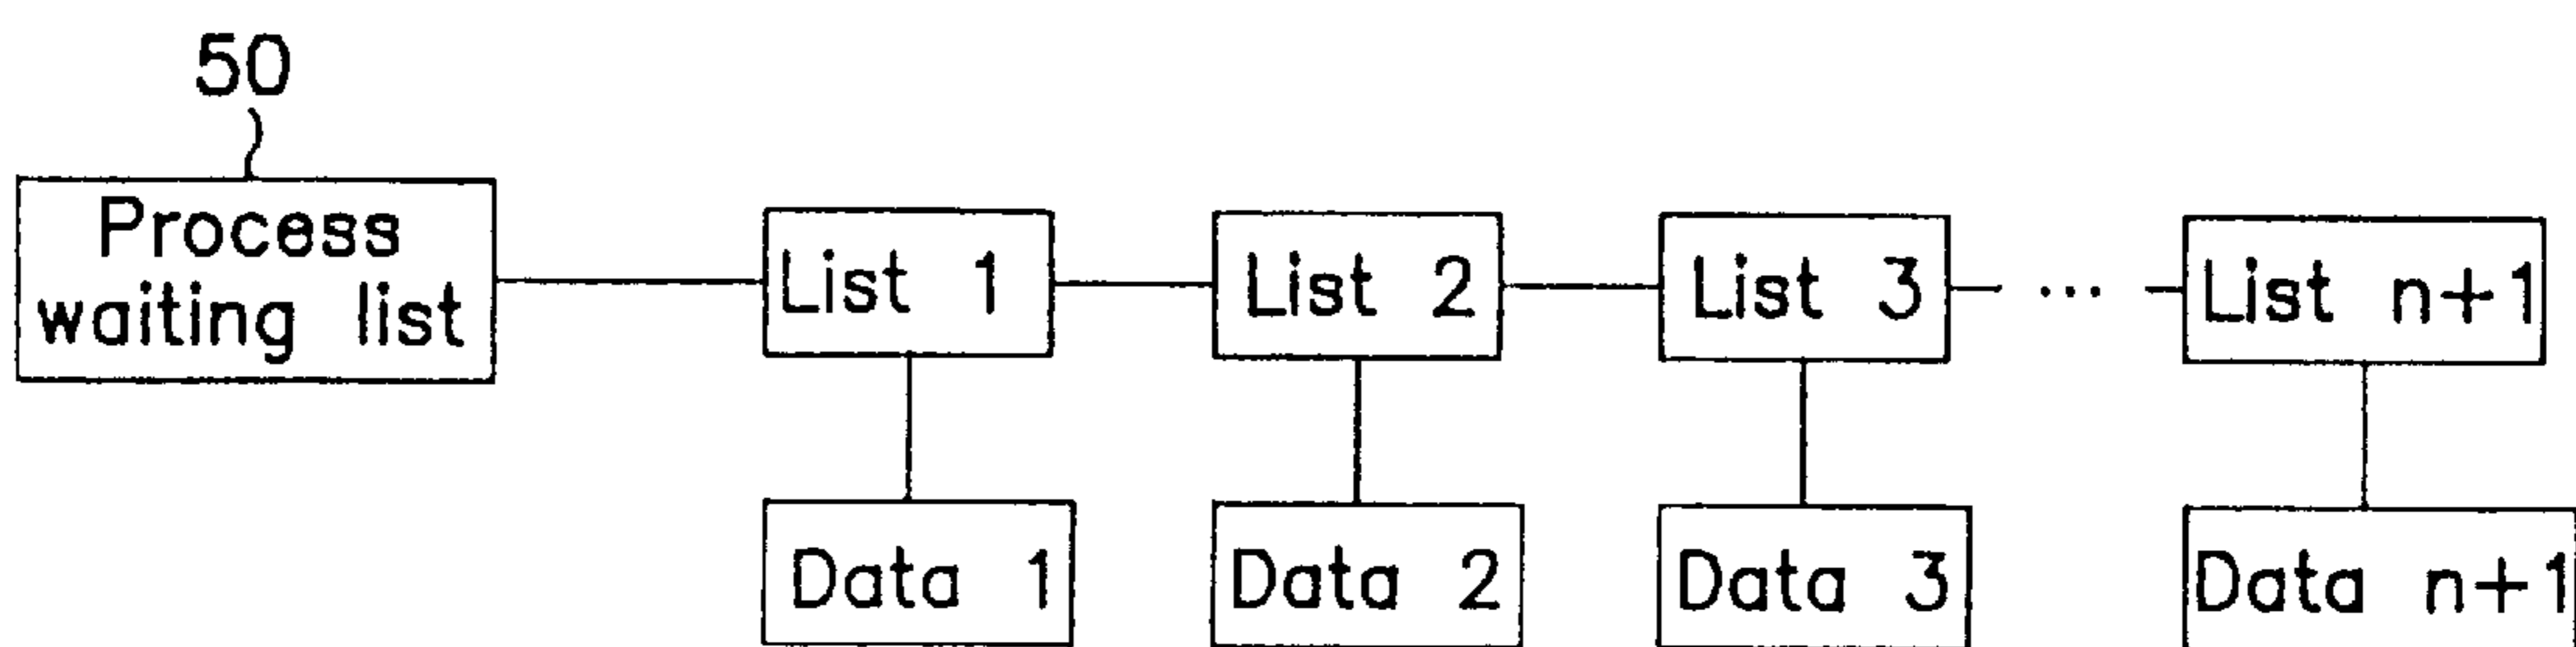 50
Process
waiting list
List 1
List 2
List 3
...
List n+1
Data 1
Data 2
Data 3
Data n+1